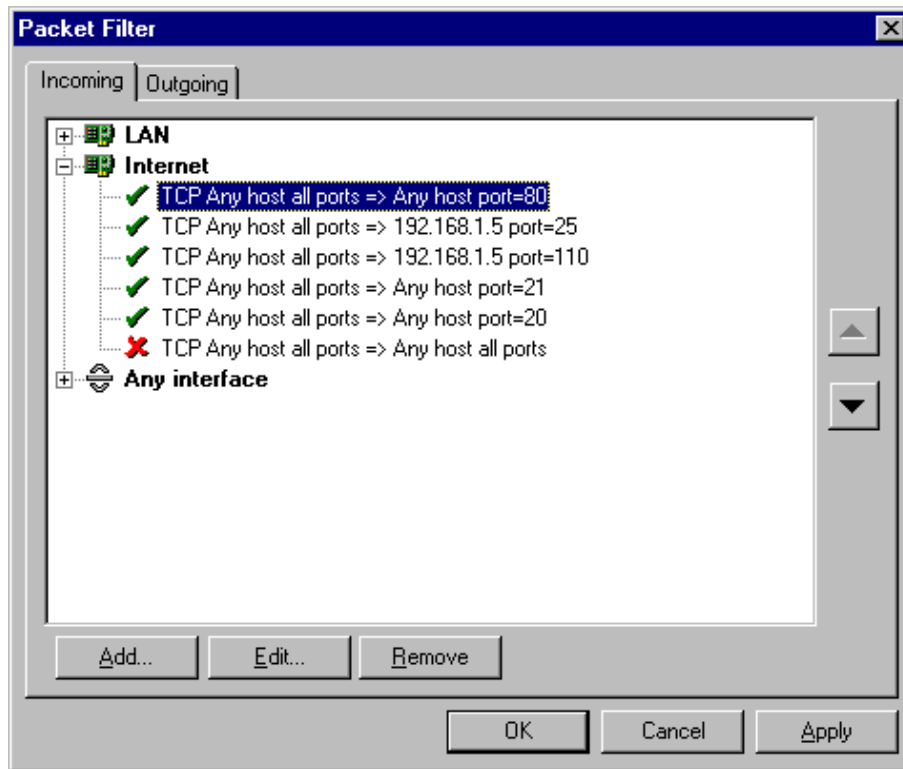 Packet Filter
Incoming Outgoing
LAN
Internet
TCP Any host all ports => Any host port=80
TCP Any host all ports => 192.168.1.5 port=25
TCP Any host all ports => 192.168.1.5 port=110
TCP Any host all ports => Any host port=21
TCP Any host all ports => Any host port=20
TCP Any host all ports => Any host all ports
Any interface
Add... Edit... Remove
OK Cancel Apply